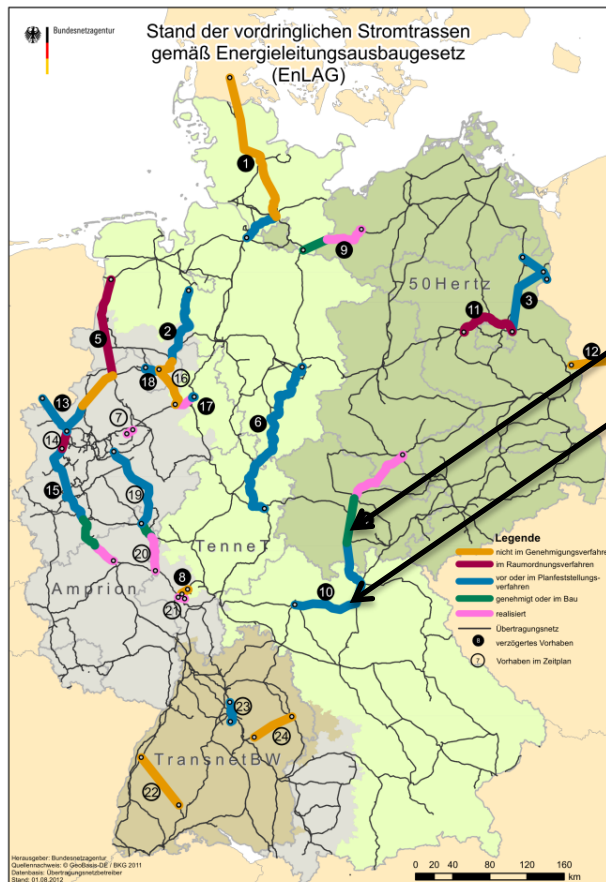 Bundesnetzagentur
Stand der vordringlichen Stromtrassen
gemäß Energieleitungsausbaugesetz
(EnLAG)
1
9
50Hertz
3
11
2
5
12
18
16
13
17
7
6
14
15
19
20
TenneT
Amprion
8
21
10
23
24
TransnetBW
22
Legende
nicht im Genehmigungsverfahren
im Raumordnungsverfahren
vor oder im Planfeststellungs-
verfahren
genehmigt oder im Bau
realisiert
Übertragungsnetz
8 verzögertes Vorhaben
7 Vorhaben im Zeitplan
Herausgeber: Bundesnetzagentur
Quellennachweis: © GeoBasis-DE / BKG 2011
Datenbasis: Übertragungsnetzbetreiber
Stand: 01.08.2012
0 20 40 80 120 160
km